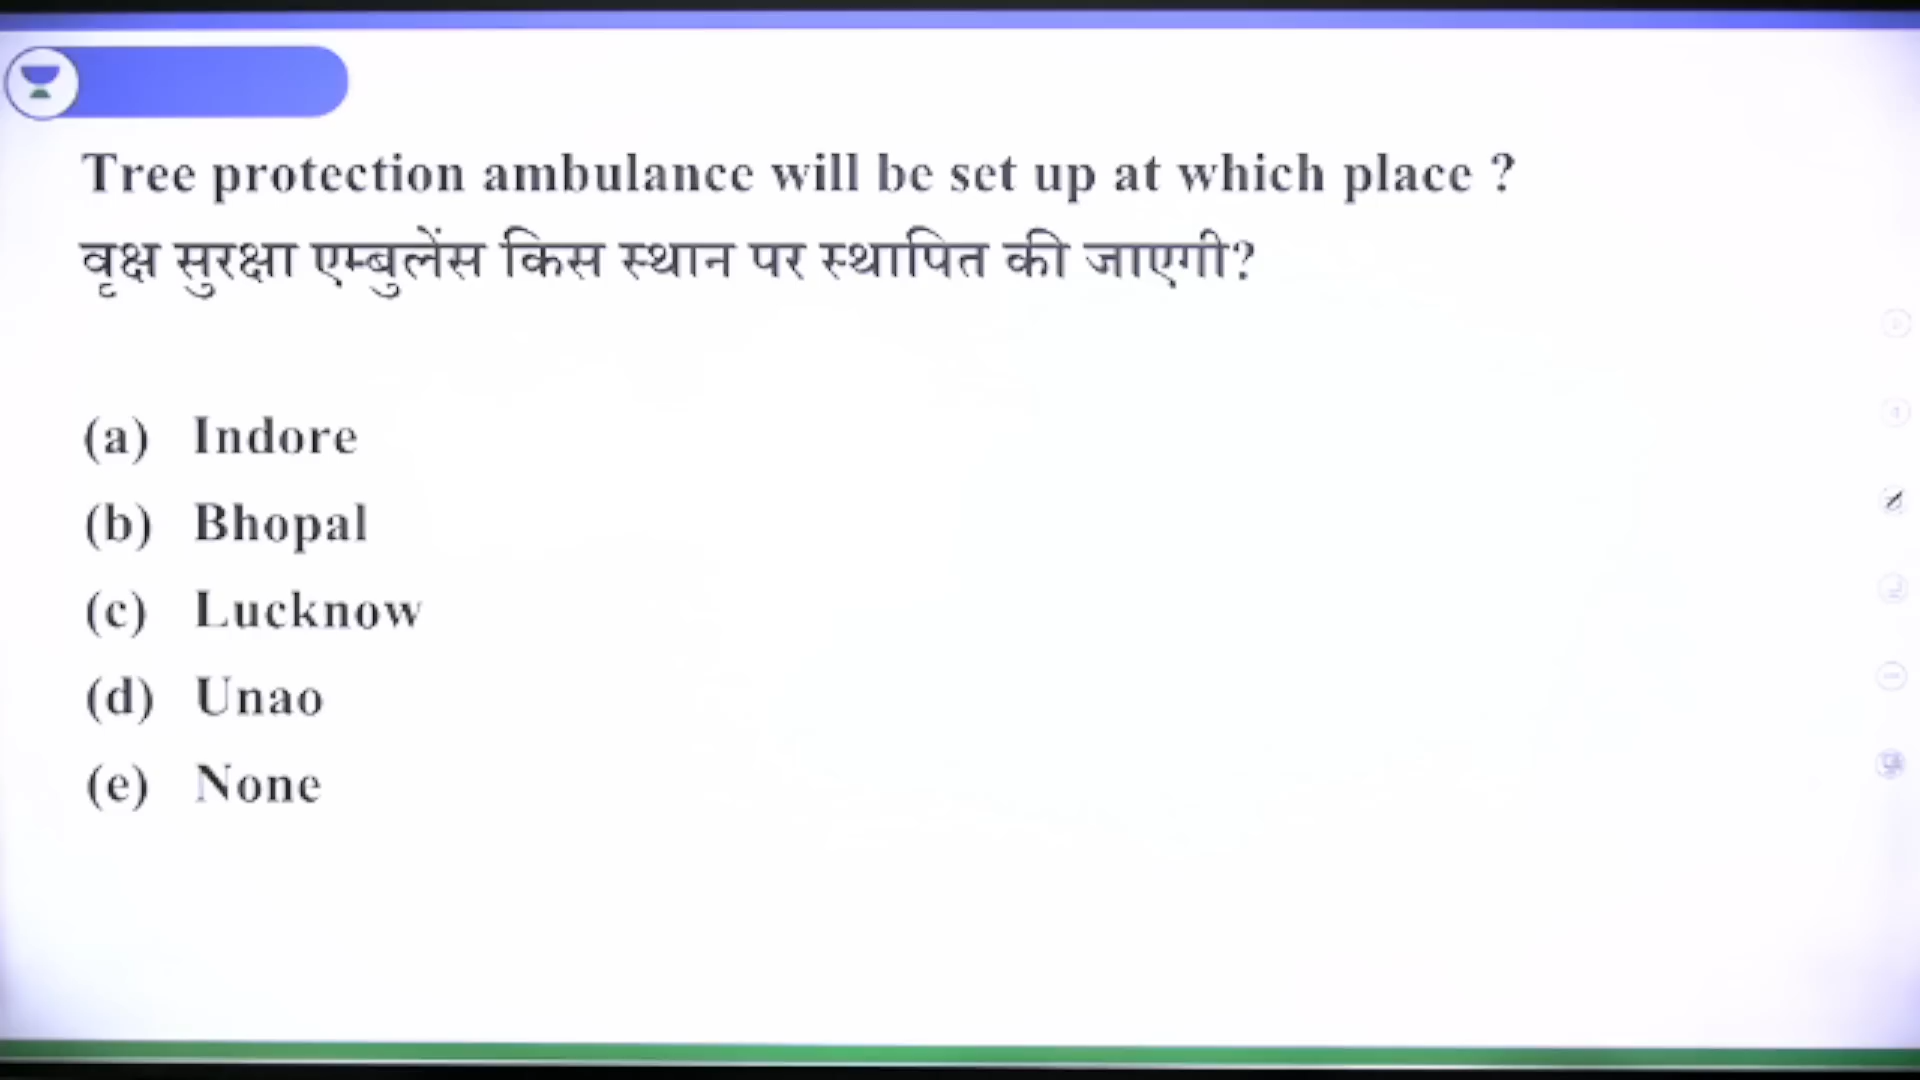 Tree protection ambulance will be set up at which place ?
वृक्ष सुरक्षा एम्बुलेंस किस स्थान पर स्थापित की जाएगी?
(a) Indore
(b) Bhopal
(c) Lucknow
(d) Unao
(e) None